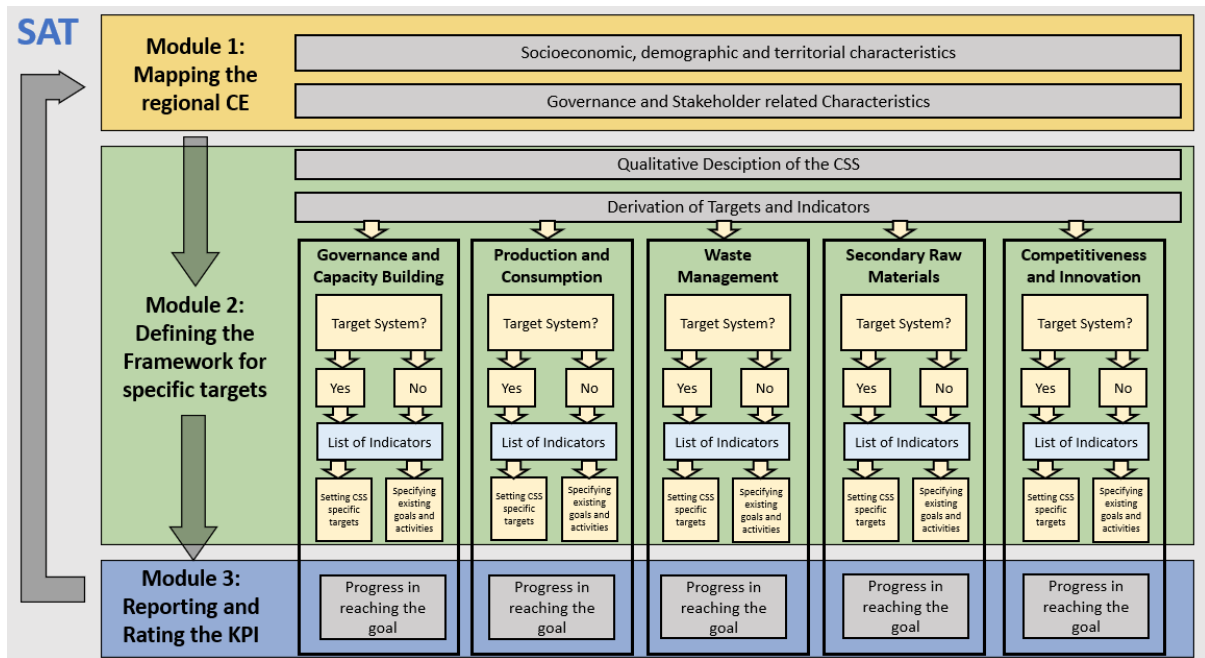 SAT
Module 1:
Mapping the
regional CE
Socioeconomic, demographic and territorial characteristics
Governance and Stakeholder related Characteristics
Module 2:
Defining the
Framework for
specific targets
Qualitative Desciption of the CSS
Derivation of Targets and Indicators
Governance and
Capacity Building
Target System?
Yes
No
List of Indicators
Setting CSS
specific
targets
Specifying
existing
goals and
activities
Production and
Consumption
Target System?
Yes
No
List of Indicators
Setting CSS
specific
targets
Specifying
existing
goals and
activities
Waste
Management
Target System?
Yes
No
List of Indicators
Setting CSS
specific
targets
Specifying
existing
goals and
activities
Secondary Raw
Materials
Target System?
Yes
No
List of Indicators
Setting CSS
specific
targets
Specifying
existing
goals and
activities
Competitiveness
and Innovation
Target System?
Yes
No
List of Indicators
Setting CSS
specific
targets
Specifying
existing
goals and
activities
Module 3:
Reporting and
Rating the KPI
Progress in
reaching the
goal
Progress in
reaching the
goal
Progress in
reaching the
goal
Progress in
reaching the
goal
Progress in
reaching the
goal